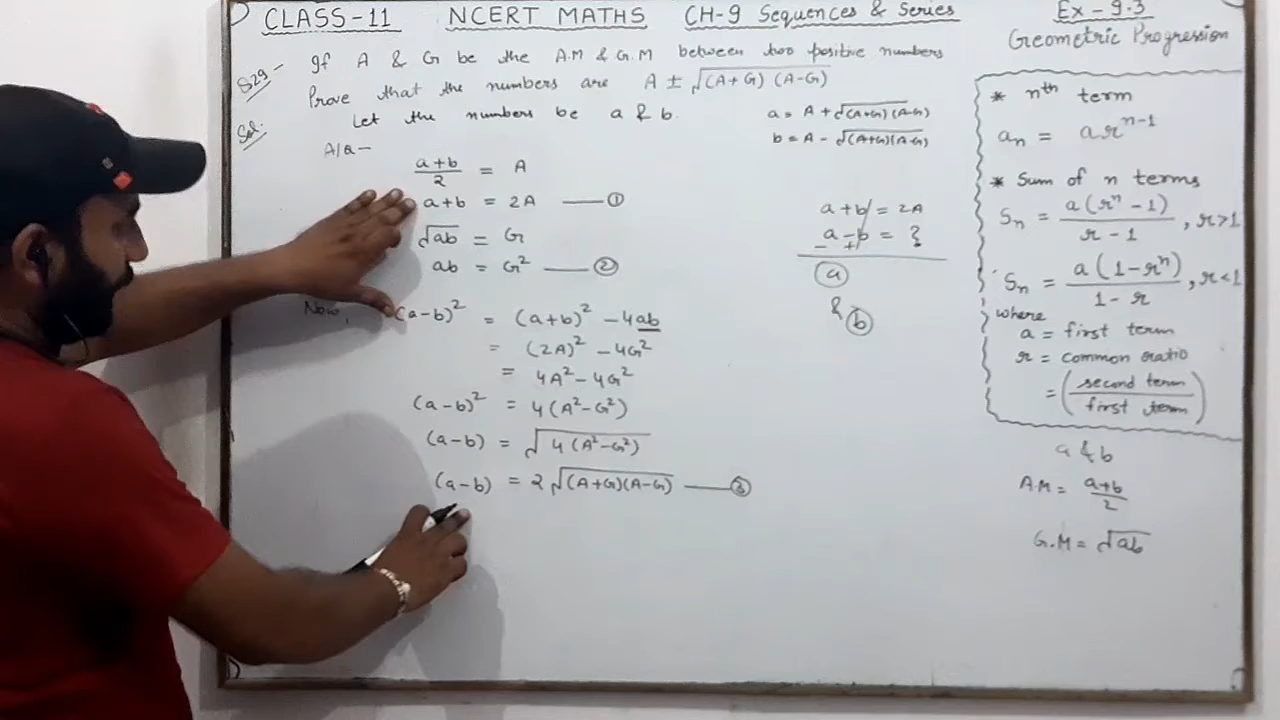 CLASS-11 NCERT MATHS CH-9 Sequences & Series
Ex-9.3
Geometric Progression
S29- If A & G be the A.M & G.M between two positive numbers
Prove that the numbers are A ± √(A+G)(A-G)
Sol. Let the numbers be a & b.
A/Q-
a+b/2 = A
a+b = 2A —— ①
√ab = G
ab = G² —— ②
Now, (a-b)² = (a+b)² - 4ab
= (2A)² - 4G²
= 4A² - 4G²
(a-b)² = 4(A²-G²)
(a-b) = √4(A²-G²)
(a-b) = 2√(A+G)(A-G) —— ③
a = A + √(A+G)(A-G)
b = A - √(A+G)(A-G)
a+b = 2A
a-b = ?
- +
a
& b
* nth term
aₙ = arⁿ⁻¹
* Sum of n terms
Sₙ = a(rⁿ-1)/r-1, r>1
Sₙ = a(1-rⁿ)/1-r, r<1
where
a = first term
r = common ratio
= (second term/first term)
a & b
A.M = a+b/2
G.M = √ab